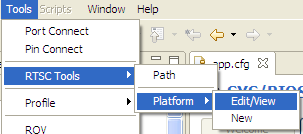 Tools Scripts Window Help
Port Connect
Pin Connect
app.cfg
RTSC Tools
Path
Profile
Platform
Edit/View
ROV
New